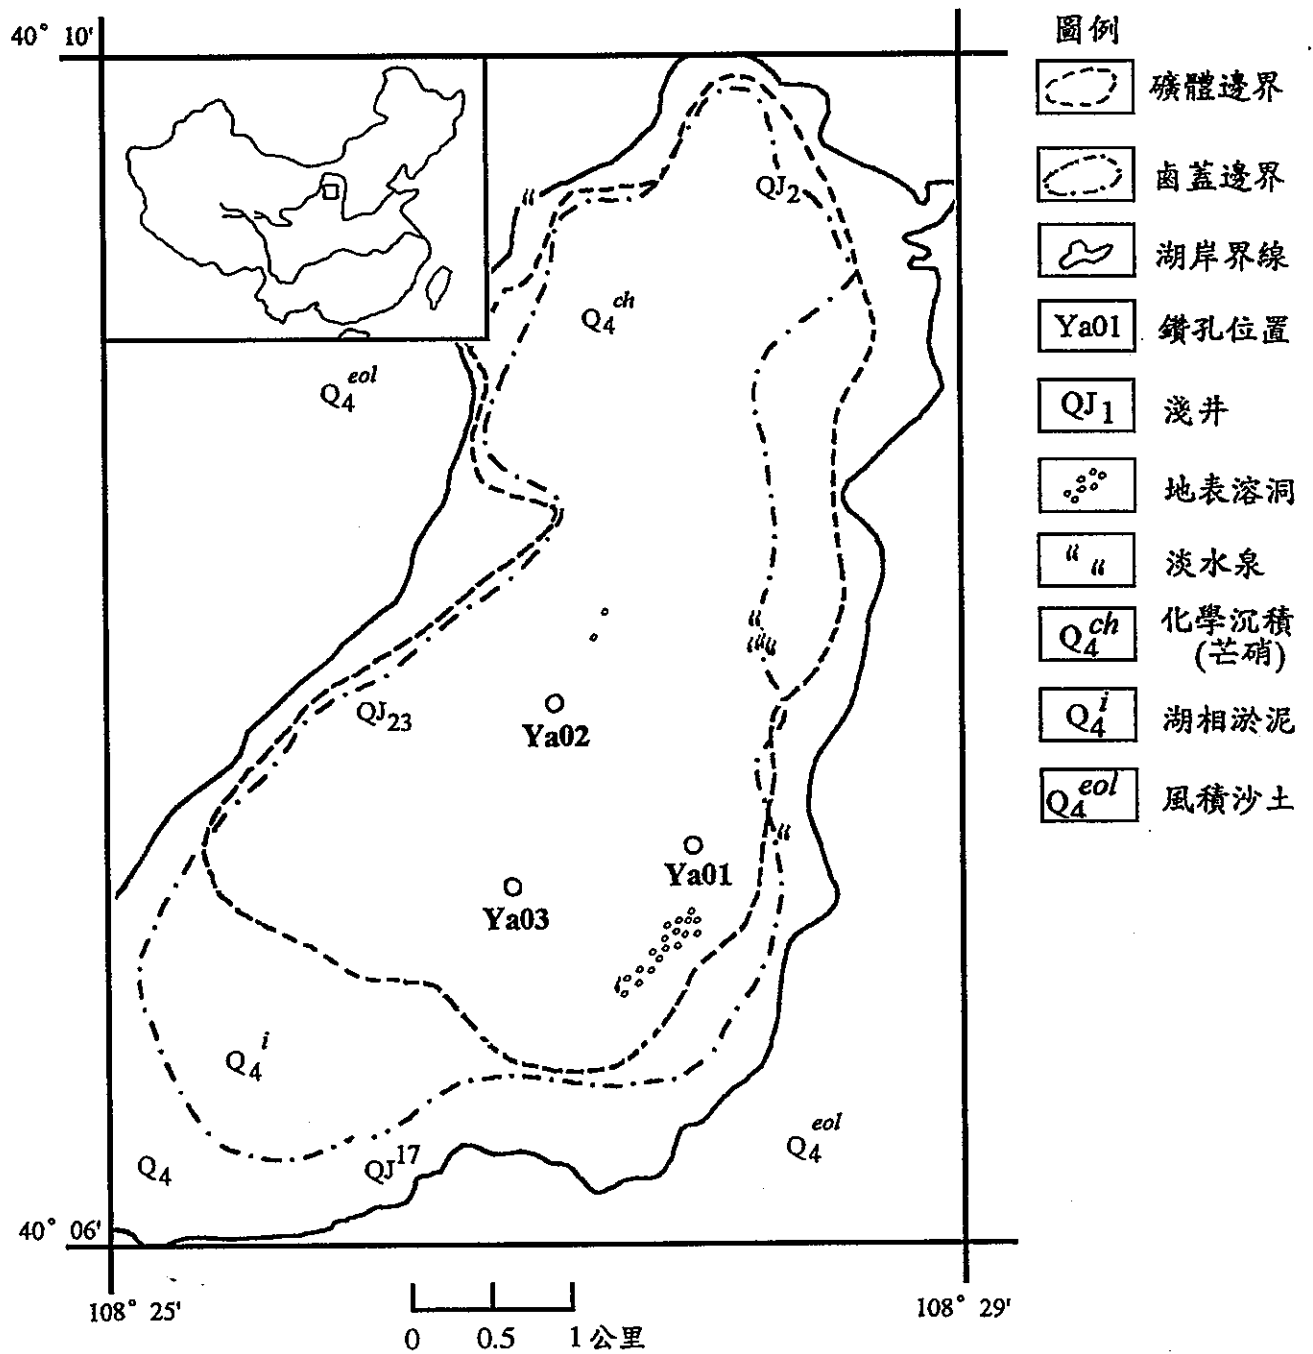 40° 10'
圖例
礦體邊界
鹵蓋邊界
湖岸界線
Ya01 鑽孔位置
QJ1 淺井
地表溶洞
淡水泉
Q4ch 化學沉積
(芒硝)
Q4i 湖相淤泥
Q4eol 風積沙土
QJ2
Q4ch
Q4eol
QJ23
Ya02
Ya01
Ya03
Q4i
Q4
QJ17
Q4eol
40° 06'
108° 25'
108° 29'
0 0.5 1公里